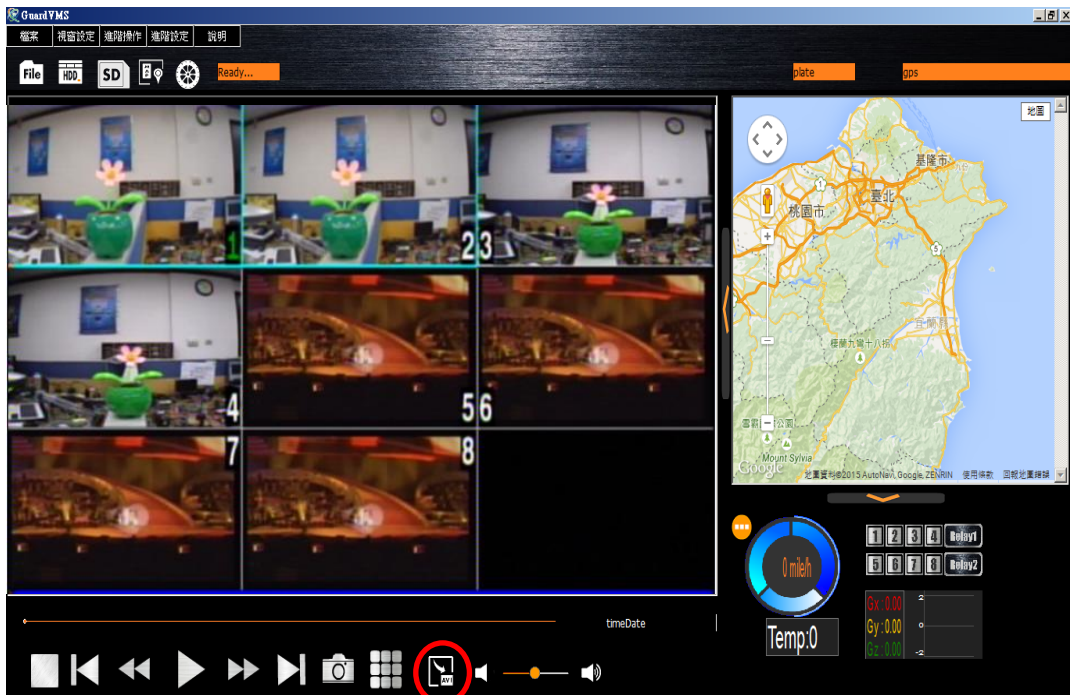 GuardVMS
檔案 視窗設定 進階操作 進階設定 說明
File HDD SD Ready... plate gps
1 2 3
4 5 6
7 8
地圖
基隆市
1 臺北
桃園市
5
宜蘭縣
棲蘭九彎十八拐
公園
Mount Sylvia
Google
地圖資料©2015 AutoNavi, Google, ZENRIN 使用條款 回報地圖錯誤
0 mile/h
1 2 3 4 Relay1
5 6 7 8 Relay2
Temp:0
Gx:0.00 2
Gy:0.00 0
Gz:0.00 -2
timeDate
AVI